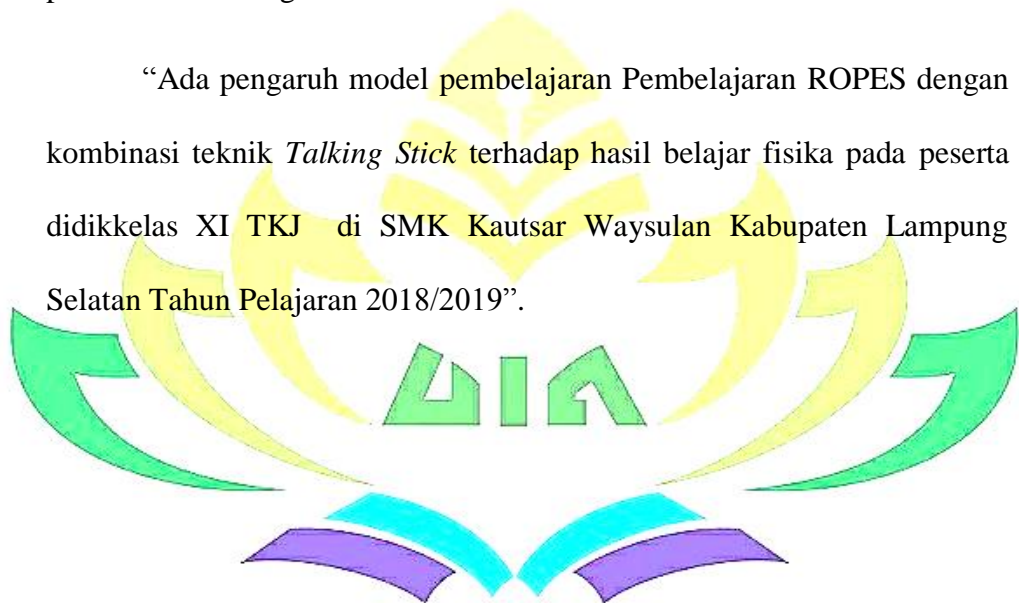 “Ada pengaruh model pembelajaran Pembelajaran ROPES dengan
kombinasi teknik Talking Stick terhadap hasil belajar fisika pada peserta
didikkelas XI TKJ di SMK Kautsar Waysulan Kabupaten Lampung
Selatan Tahun Pelajaran 2018/2019”.